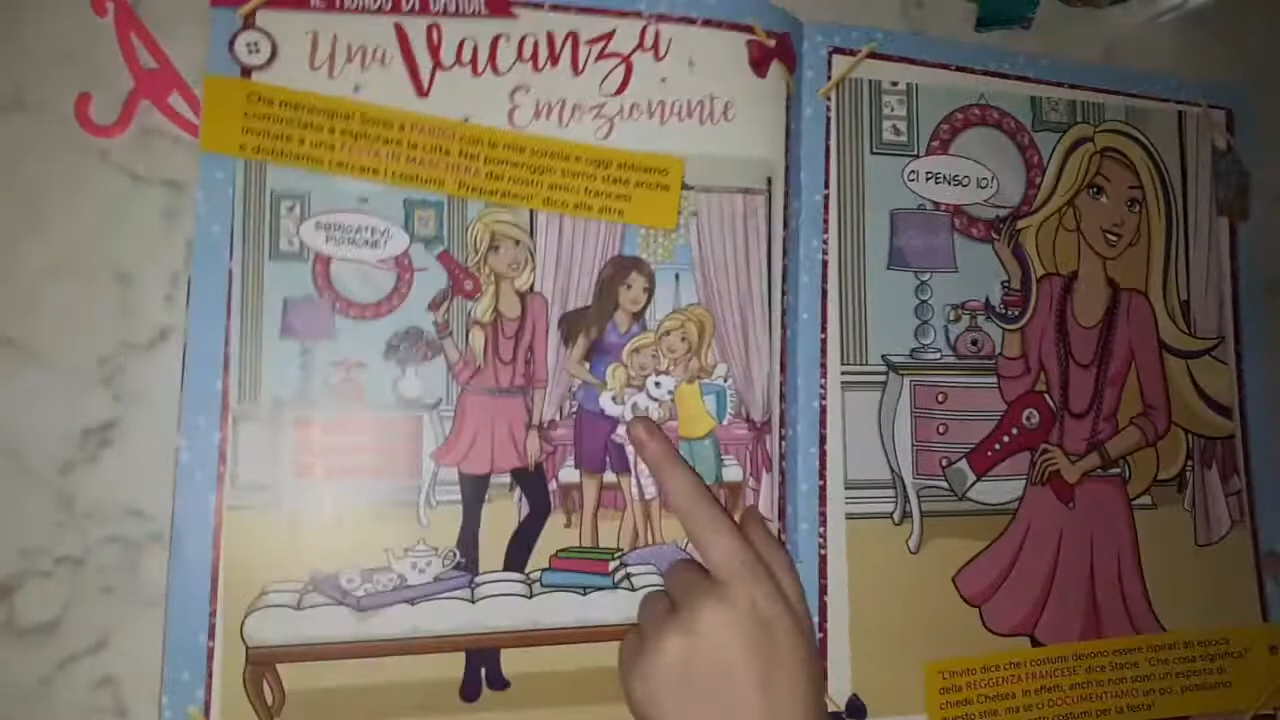 IL MONDO DI BARBIE
Una Vacanza
Emozionante
Che meraviglia! Sono a PARIGI con le mie sorelle e oggi abbiamo
cominciato a esplorare la città. Nel pomeriggio siamo state anche
invitate a una FESTA IN MASCHERA dai nostri amici francesi
e dobbiamo cercare i costumi. "Preparatevi!" dico alle altre.
SBRIGATEVI,
PIGRONE!
CI PENSO IO!
"L'invito dice che i costumi devono essere ispirati all'epoca
della REGGENZA FRANCESE" dice Stacie. "Che cosa significa?"
chiede Chelsea. In effetti, anch'io non sono un'esperta di
questo stile, ma se ci DOCUMENTIAMO un po', possiamo
costumi per la festa!